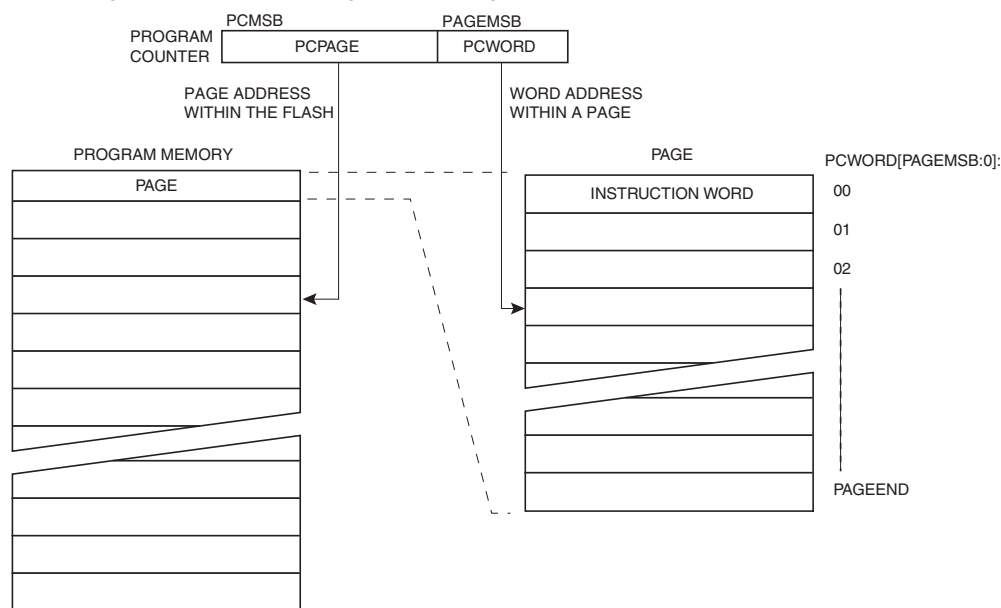 PCMSB
PAGEMSB
PROGRAM
COUNTER
PCPAGE
PCWORD
PAGE ADDRESS
WITHIN THE FLASH
WORD ADDRESS
WITHIN A PAGE
PROGRAM MEMORY
PAGE
PAGE
PCWORD[PAGEMSB:0]:
INSTRUCTION WORD
00
01
02
PAGEEND